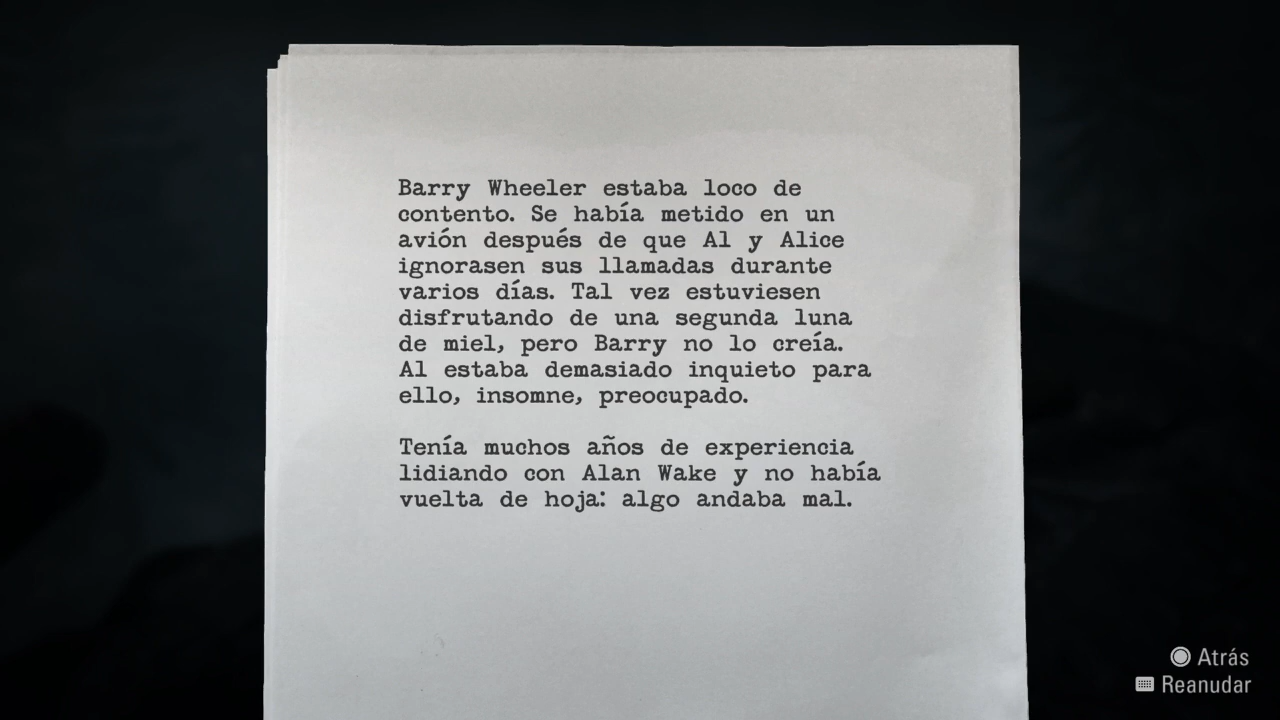 Barry Wheeler estaba loco de
contento. Se había metido en un
avión después de que Al y Alice
ignorasen sus llamadas durante
varios días. Tal vez estuviesen
disfrutando de una segunda luna
de miel, pero Barry no lo creía.
Al estaba demasiado inquieto para
ello, insomne, preocupado.
Tenía muchos años de experiencia
lidiando con Alan Wake y no había
vuelta de hoja: algo andaba mal.
Atrás
Reanudar